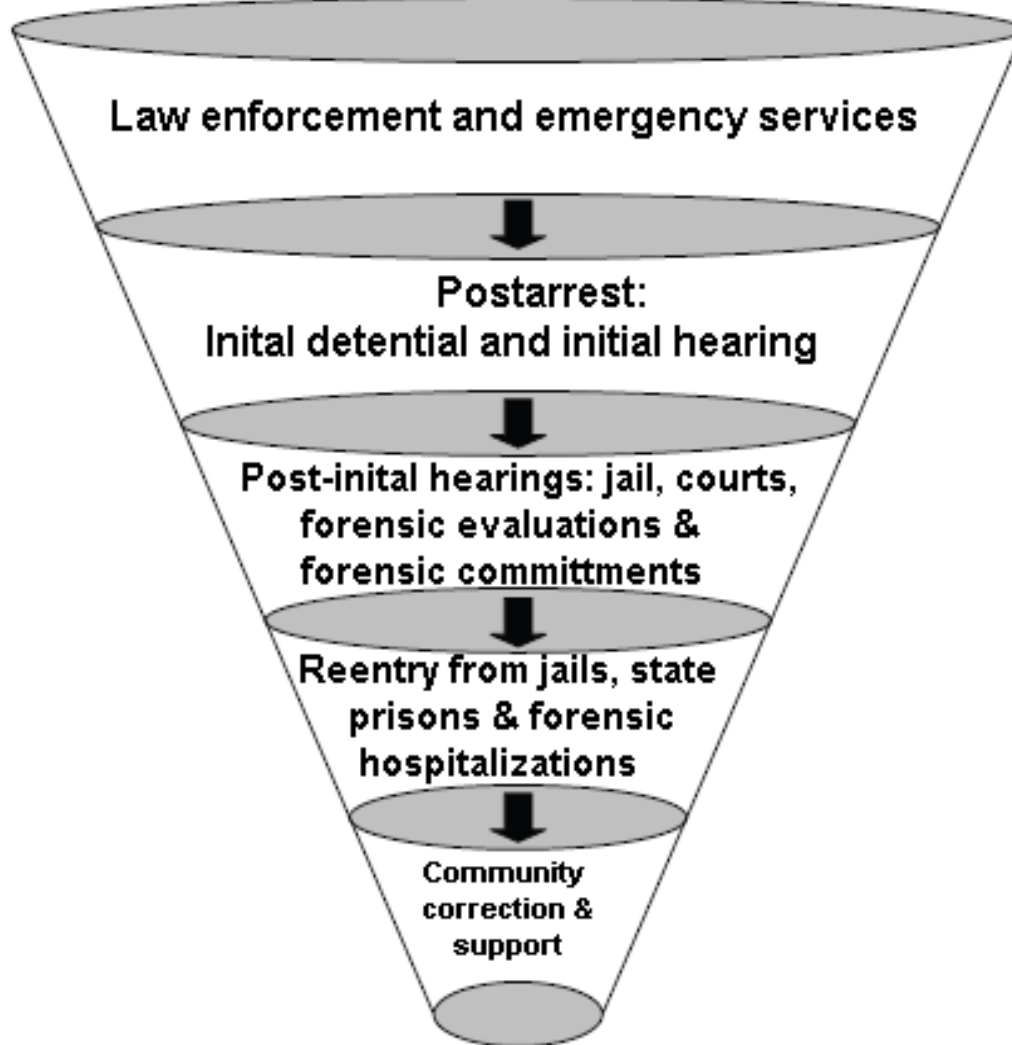 Law enforcement and emergency services
Postarrest:
Inital detential and initial hearing
Post-inital hearings: jail, courts,
forensic evaluations &
forensic committments
Reentry from jails, state
prisons & forensic
hospitalizations
Community
correction &
support